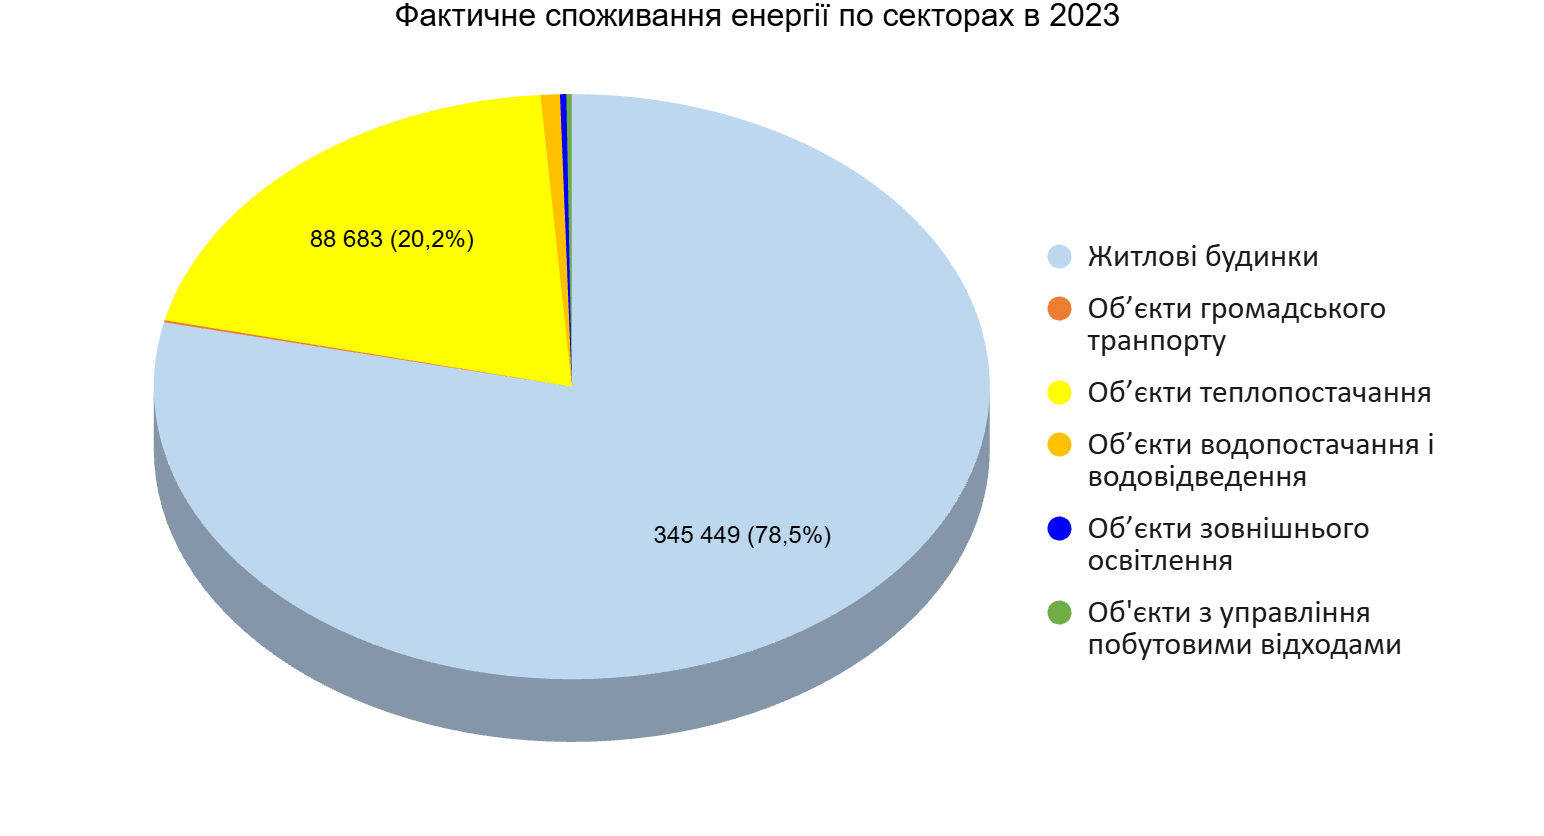 Фактичне споживання енергії по секторах в 2023
88 683 (20,2%)
345 449 (78,5%)
Житлові будинки
Об’єкти громадського
транпорту
Об’єкти теплопостачання
Об’єкти водопостачання і
водовідведення
Об’єкти зовнішнього
освітлення
Об'єкти з управління
побутовими відходами